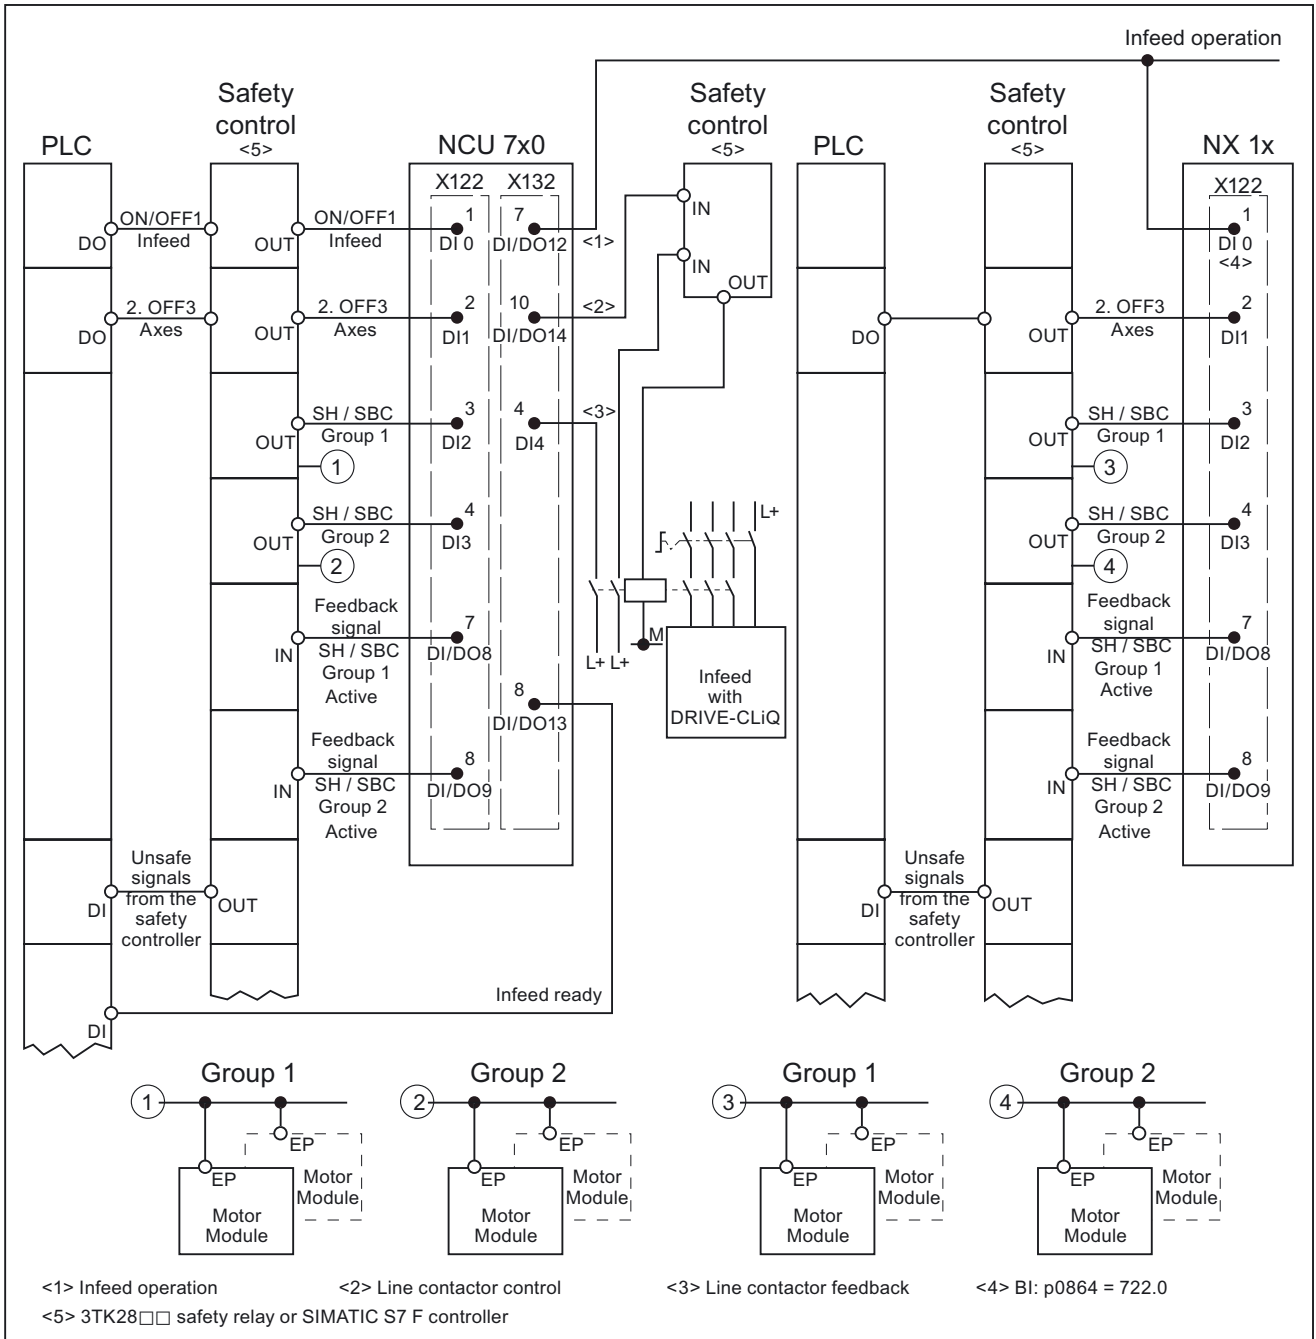 Infeed operation
Safety
control
<5>
PLC
NCU 7x0
X122
X132
ON/OFF1
Infeed
DO
OUT
ON/OFF1
Infeed
1
DI 0
7
DI/DO12
<1>
2. OFF3
Axes
DO
OUT
2. OFF3
Axes
2
DI1
10
DI/DO14
<2>
SH / SBC
Group 1
OUT
1
3
DI2
4
DI4
<3>
SH / SBC
Group 2
OUT
2
4
DI3
Feedback
signal
SH / SBC
Group 1
Active
IN
7
DI/DO8
8
DI/DO13
Feedback
signal
SH / SBC
Group 2
Active
IN
8
DI/DO9
Unsafe
signals
from the
safety
controller
DI
OUT
Infeed ready
DI
Safety
control
<5>
IN
IN
OUT
L+
L+ L+
M
Infeed
with
DRIVE-CLiQ
PLC
Safety
control
<5>
NX 1x
X122
1
DI 0
<4>
DO
OUT
2. OFF3
Axes
2
DI1
OUT
SH / SBC
Group 1
3
3
DI2
OUT
SH / SBC
Group 2
4
4
DI3
Feedback
signal
SH / SBC
Group 1
Active
IN
7
DI/DO8
Feedback
signal
SH / SBC
Group 2
Active
IN
8
DI/DO9
Unsafe
signals
from the
safety
controller
DI
OUT
Group 1
1
EP
EP
Motor
Module
Motor
Module
Group 2
2
EP
EP
Motor
Module
Motor
Module
Group 1
3
EP
EP
Motor
Module
Motor
Module
Group 2
4
EP
EP
Motor
Module
Motor
Module
<1> Infeed operation
<2> Line contactor control
<3> Line contactor feedback
<4> BI: p0864 = 722.0
<5> 3TK28□□ safety relay or SIMATIC S7 F controller